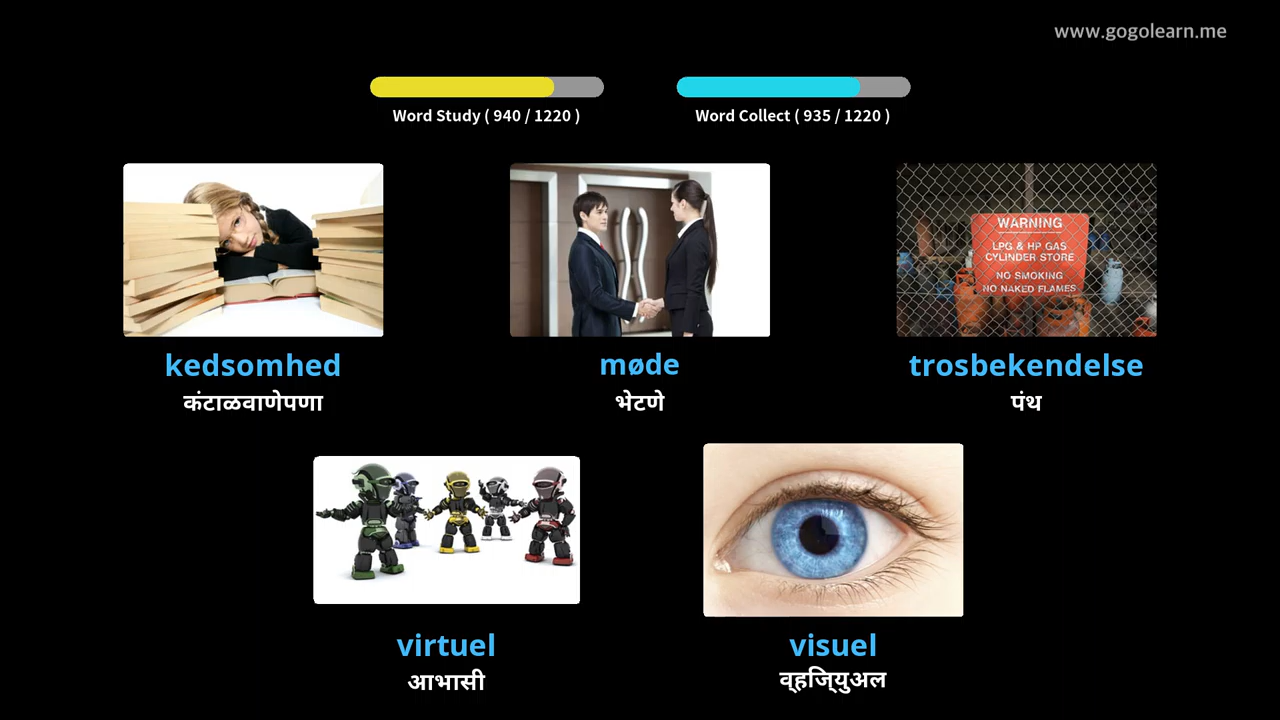 www.gogolearn.me
Word Study ( 940 / 1220 )
Word Collect ( 935 / 1220 )
WARNING
LPG & HP GAS
CYLINDER STORE
NO SMOKING
NO NAKED FLAMES
kedsomhed
møde
trosbekendelse
कंटाळवाणेपणा
भेटणे
पंथ
virtuel
visuel
आभासी
व्हिज्युअल